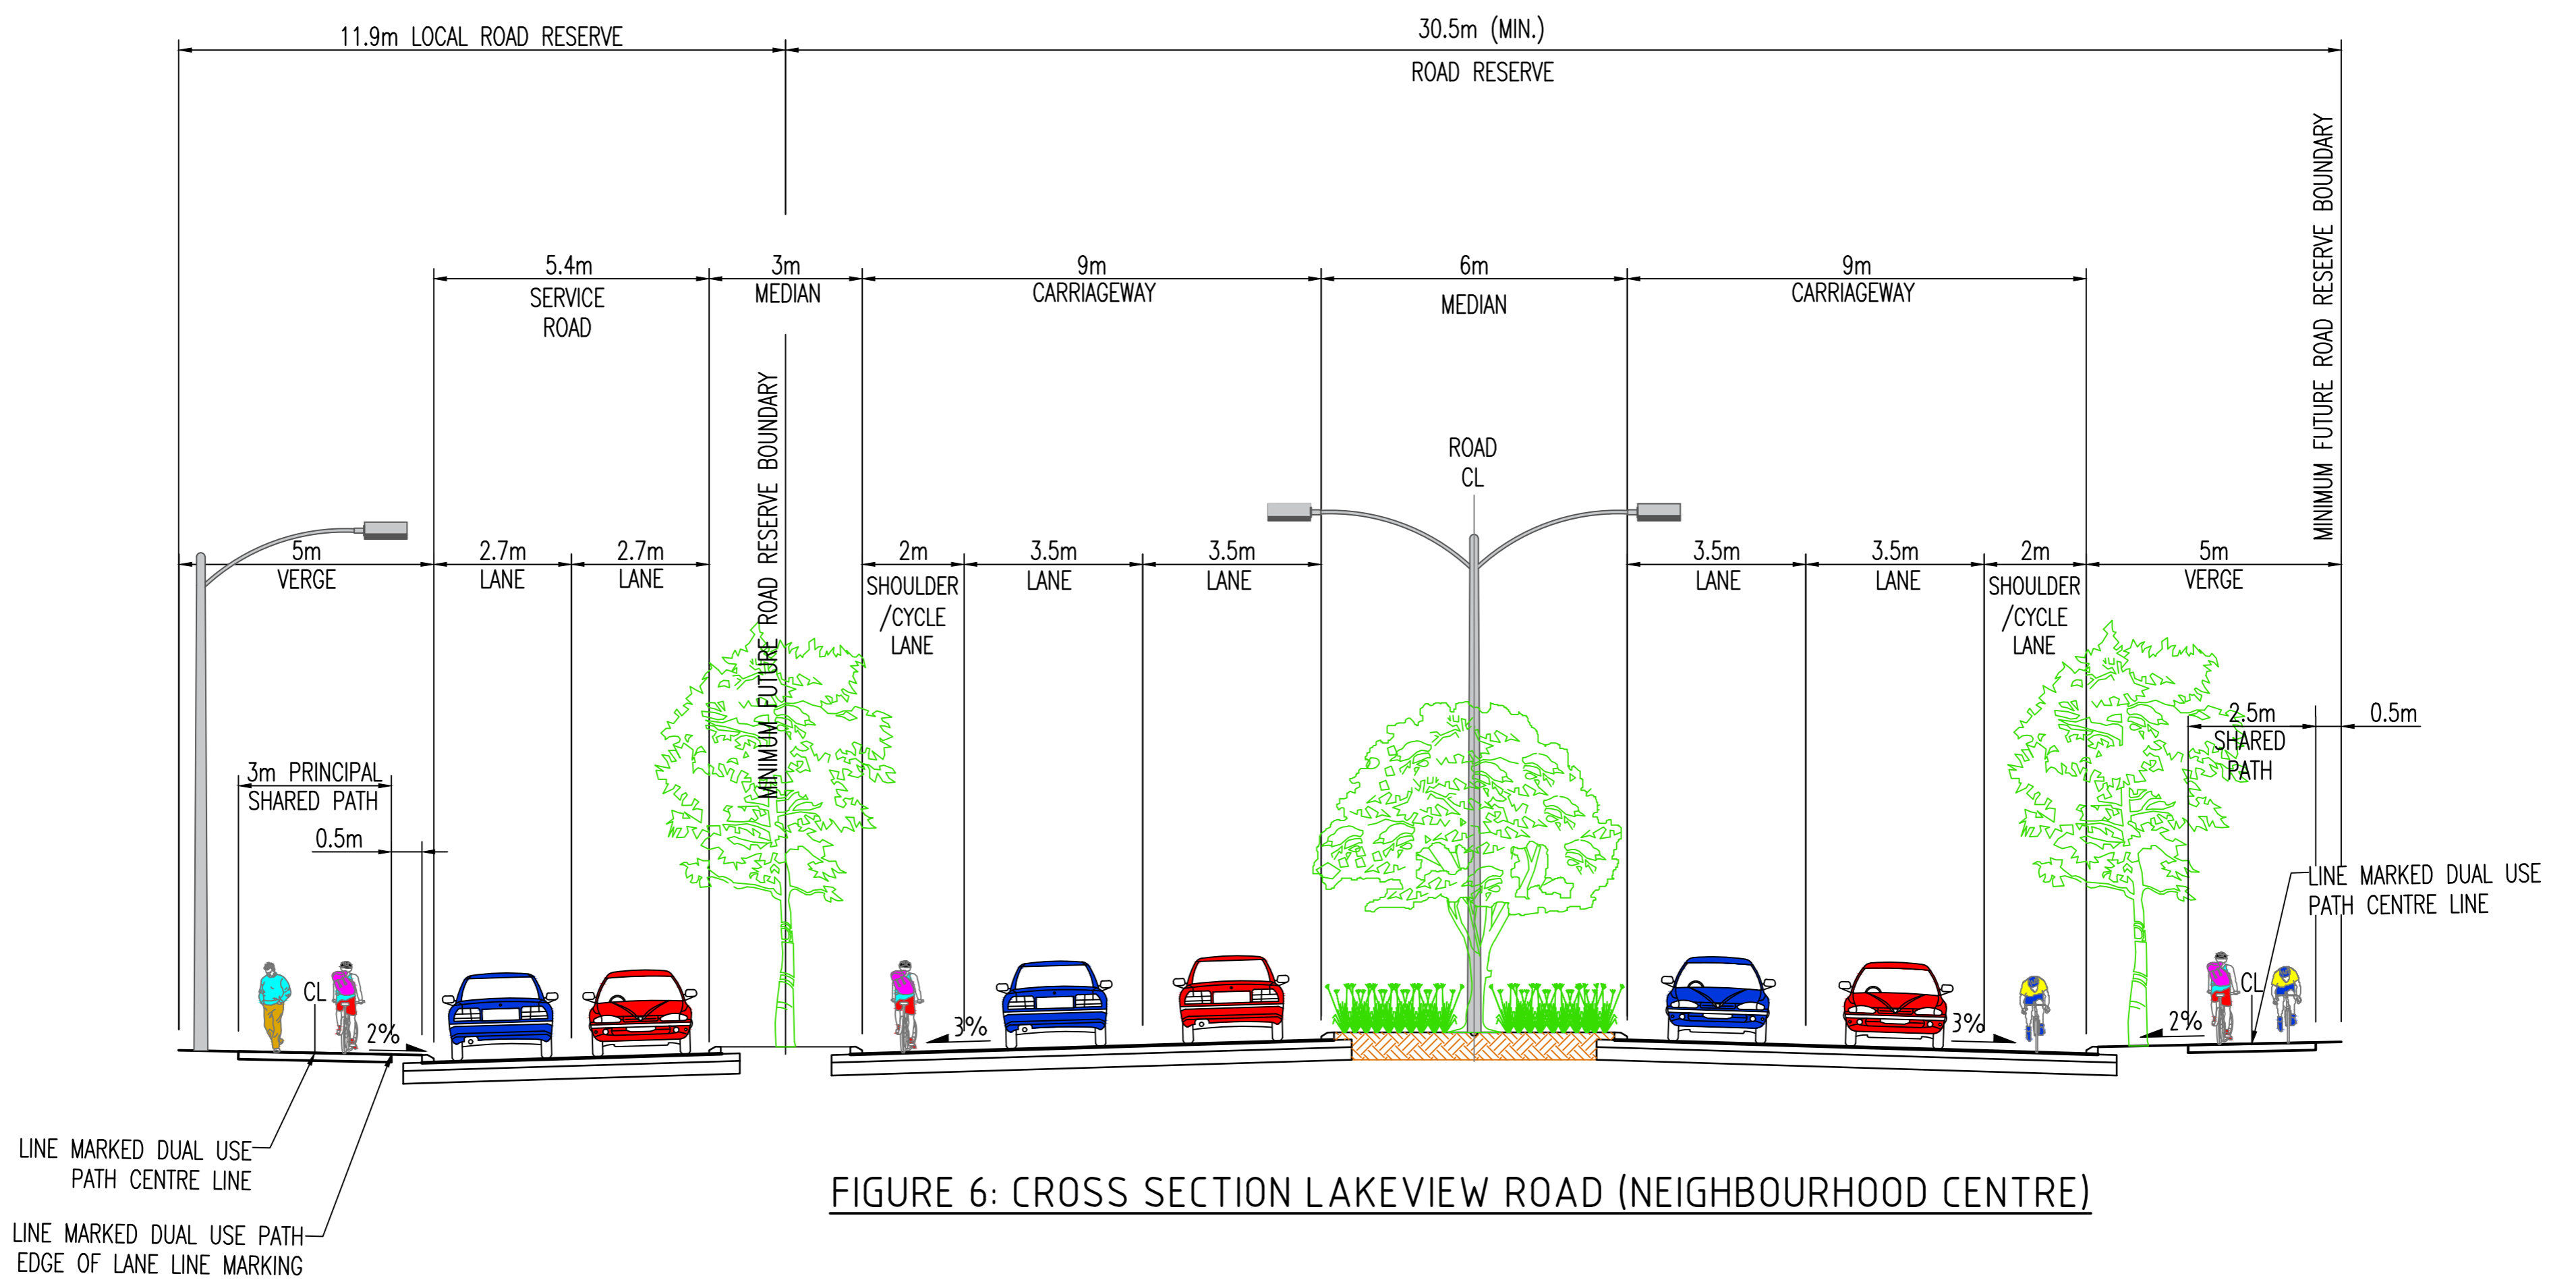 11.9m LOCAL ROAD RESERVE
30.5m (MIN.)
ROAD RESERVE
MINIMUM FUTURE ROAD RESERVE BOUNDARY
5.4m
SERVICE
ROAD
3m
MEDIAN
9m
CARRIAGEWAY
6m
MEDIAN
9m
CARRIAGEWAY
MINIMUM FUTURE ROAD RESERVE BOUNDARY
ROAD
CL
5m
VERGE
2.7m
LANE
2.7m
LANE
2m
SHOULDER
/CYCLE
LANE
3.5m
LANE
3.5m
LANE
3.5m
LANE
3.5m
LANE
2m
SHOULDER
/CYCLE
LANE
5m
VERGE
2.5m
SHARED
PATH
0.5m
3m PRINCIPAL
SHARED PATH
0.5m
LINE MARKED DUAL USE
PATH CENTRE LINE
CL
2%
3%
3%
2%
CL
LINE MARKED DUAL USE
PATH CENTRE LINE
LINE MARKED DUAL USE PATH
EDGE OF LANE LINE MARKING
FIGURE 6: CROSS SECTION LAKEVIEW ROAD (NEIGHBOURHOOD CENTRE)